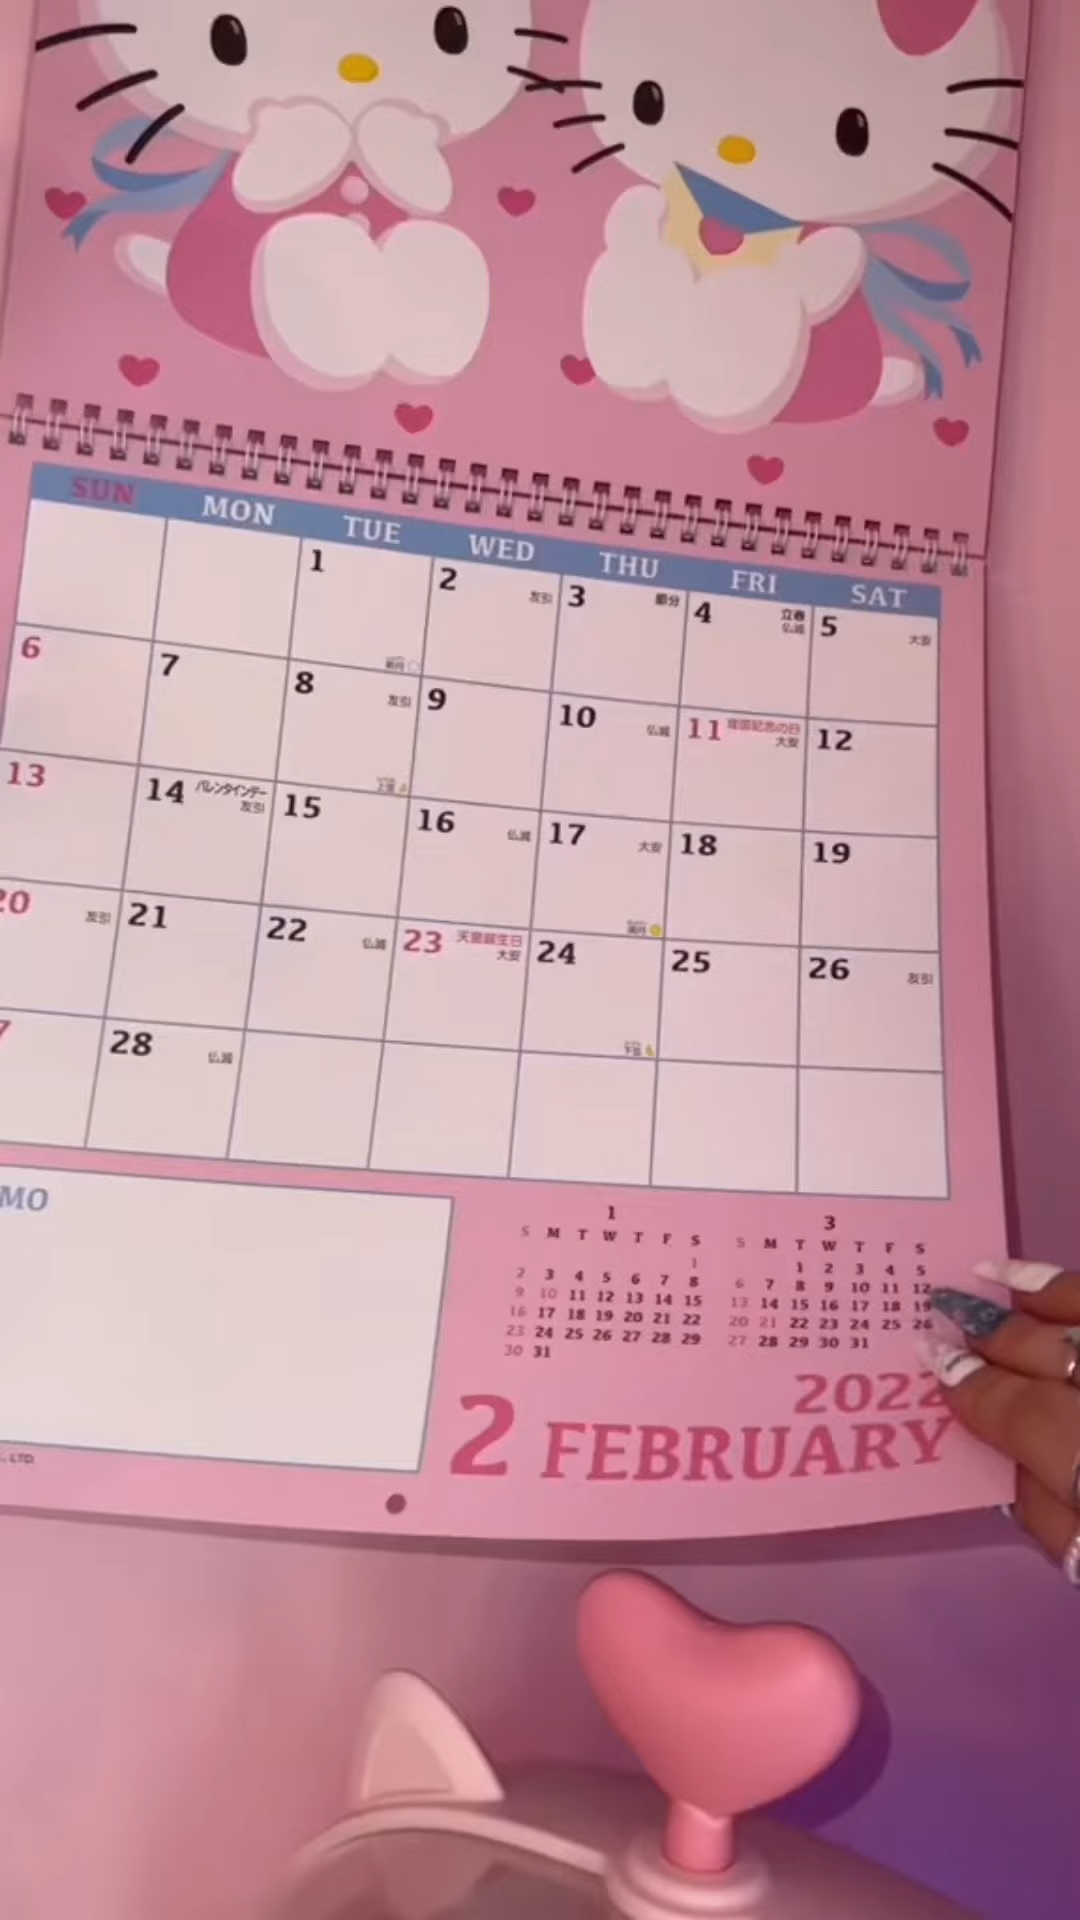 SUN MON TUE WED THU FRI SAT
1
2 友引
3 節分
4 立春
仏滅
5 大安
6
7
8 友引
9
10 仏滅
11 建国記念の日
大安
12
13
14 バレンタインデー
友引
15
16 仏滅
17 大安
満月
18
19
20 友引
21
22 仏滅
23 天皇誕生日
大安
24
下弦
25
26 友引
7
28 仏滅
MO
1
S M T W T F S
1
2 3 4 5 6 7 8
9 10 11 12 13 14 15
16 17 18 19 20 21 22
23 24 25 26 27 28 29
30 31
3
S M T W T F S
1 2 3 4 5
6 7 8 9 10 11 12
13 14 15 16 17 18 19
20 21 22 23 24 25 26
27 28 29 30 31
2022
2 FEBRUARY
., LTD.